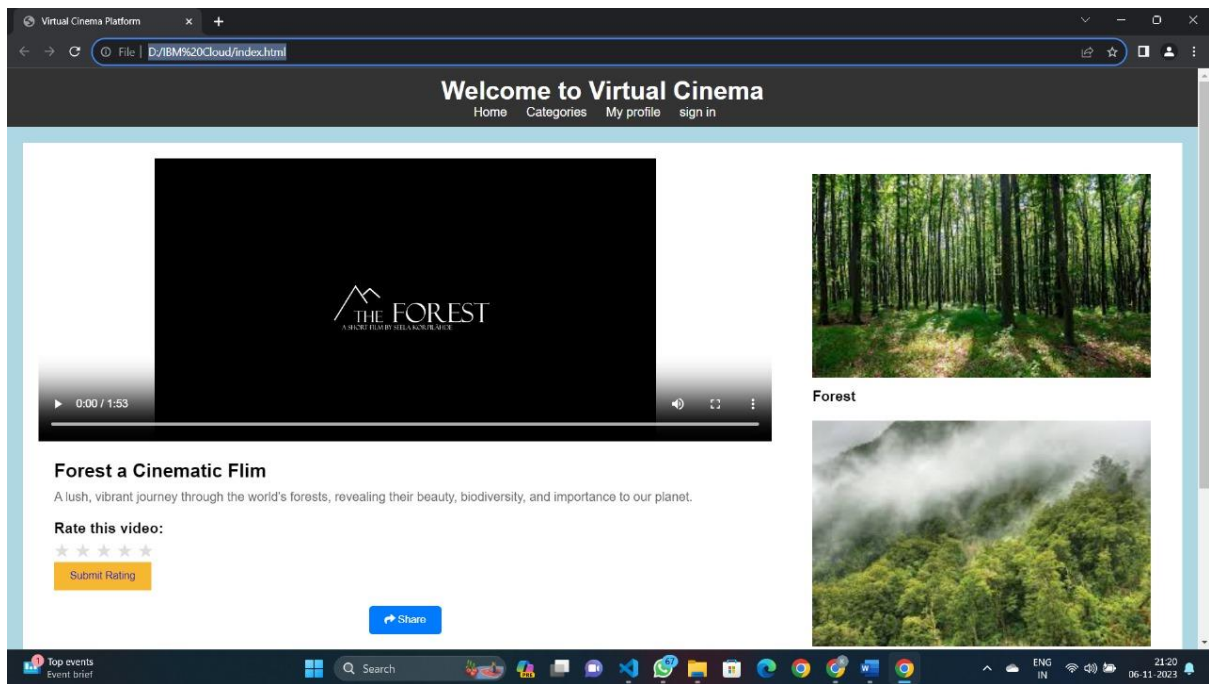 Virtual Cinema Platform
File | D:/IBM%20Cloud/index.html
Welcome to Virtual Cinema
Home Categories My profile sign in
THE FOREST
A SHORT FILM BY
0:00 / 1:53
Forest
Forest a Cinematic Flim
A lush, vibrant journey through the world's forests, revealing their beauty, biodiversity, and importance to our planet.
Rate this video:
Submit Rating
Share
Top events
Event brief
Search
ENG
IN
21:20
06-11-2023